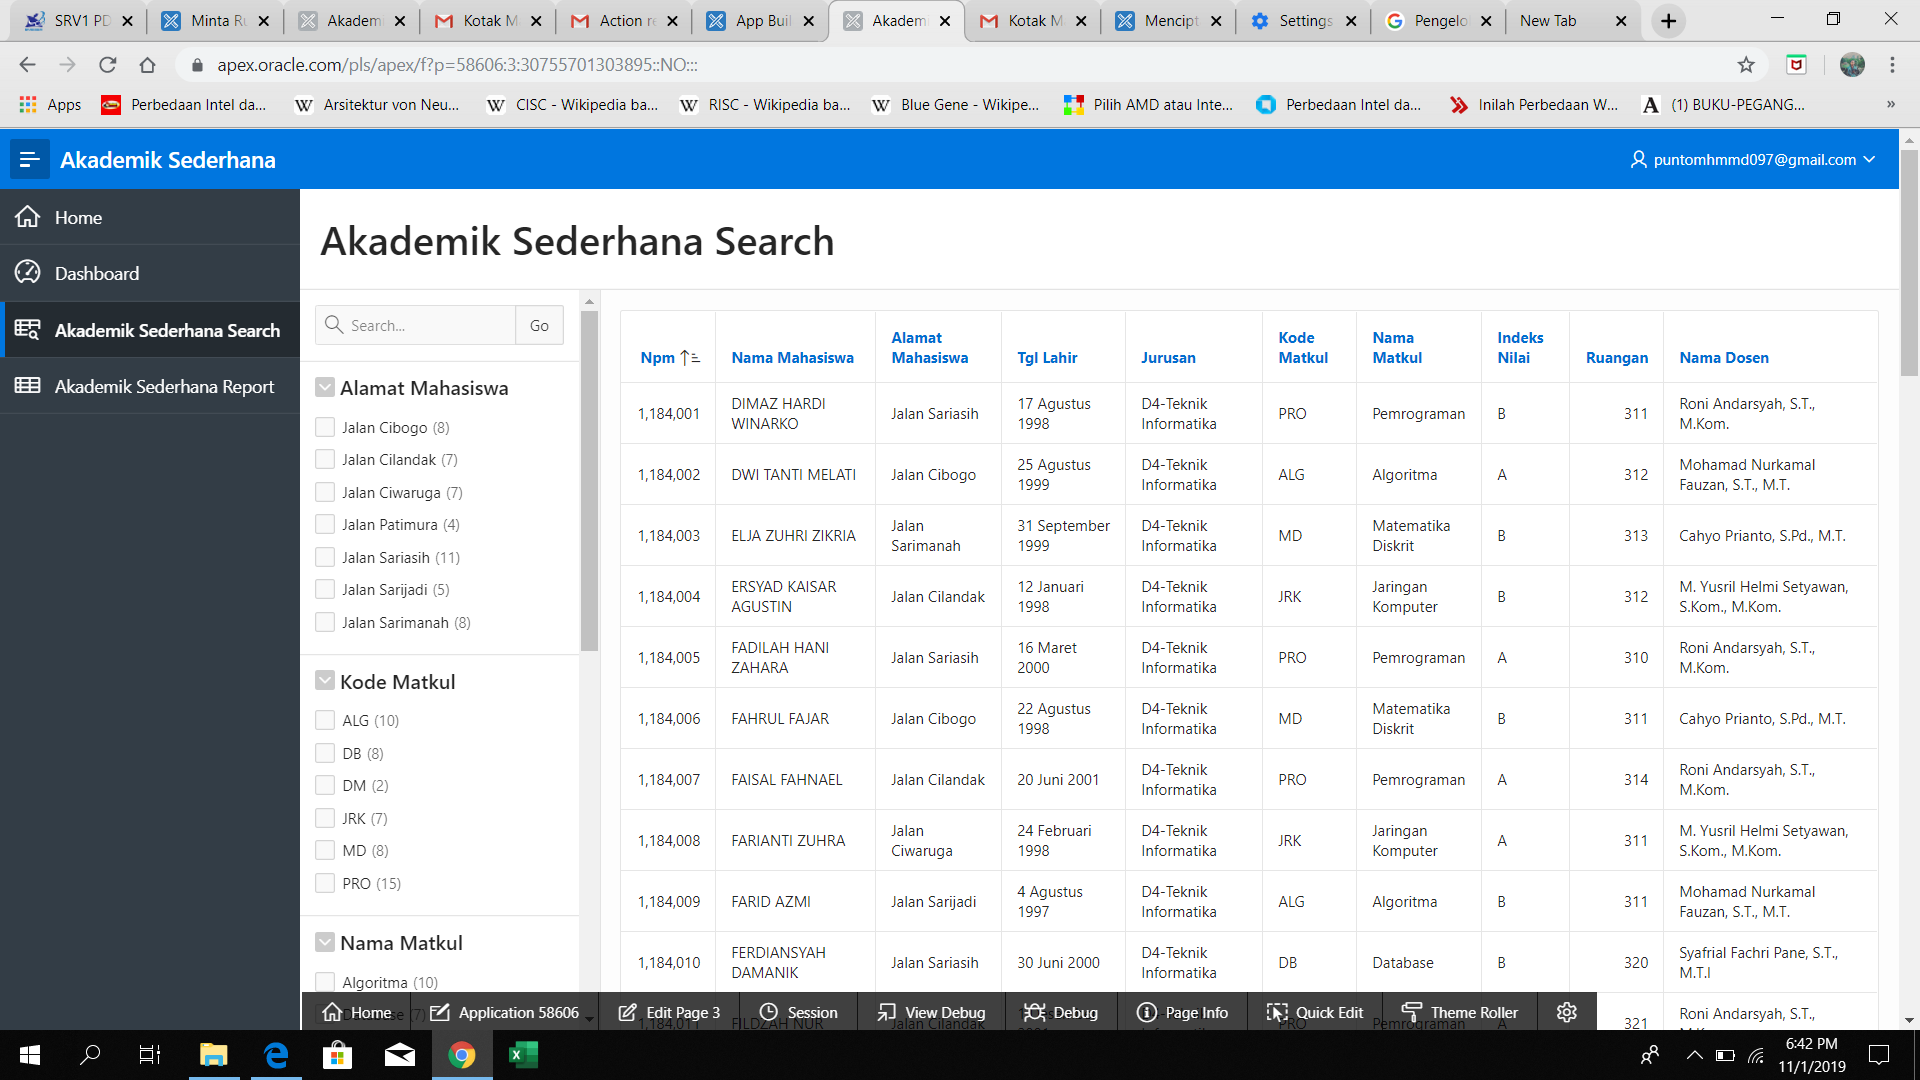 SRV1 PD
Minta Ru
Akademi
Kotak M
Action re
App Buil
Akademi
Kotak Ma
Mencipt
Settings
Pengelo
New Tab
apex.oracle.com/pls/apex/f?p=58606:3:30755701303895::NO:::
Apps
Perbedaan Intel da...
Arsitektur von Neu...
CISC - Wikipedia ba...
RISC - Wikipedia ba...
Blue Gene - Wikipe...
Pilih AMD atau Inte...
Perbedaan Intel da...
Inilah Perbedaan W...
(1) BUKU-PEGANG...
»
Akademik Sederhana
puntomhmmd097@gmail.com
Home
Dashboard
Akademik Sederhana Search
Akademik Sederhana Report
Akademik Sederhana Search
Search...
Go
Alamat Mahasiswa
Jalan Cibogo (8)
Jalan Cilandak (7)
Jalan Ciwaruga (7)
Jalan Patimura (4)
Jalan Sariasih (11)
Jalan Sarijadi (5)
Jalan Sarimanah (8)
Kode Matkul
ALG (10)
DB (8)
DM (2)
JRK (7)
MD (8)
PRO (15)
Nama Matkul
Algoritma (10)
Database (7)
Npm
Nama Mahasiswa
Alamat
Mahasiswa
Tgl Lahir
Jurusan
Kode
Matkul
Nama
Matkul
Indeks
Nilai
Ruangan
Nama Dosen
1,184,001
DIMAZ HARDI
WINARKO
Jalan Sariasih
17 Agustus
1998
D4-Teknik
Informatika
PRO
Pemrograman
B
311
Roni Andarsyah, S.T.,
M.Kom.
1,184,002
DWI TANTI MELATI
Jalan Cibogo
25 Agustus
1999
D4-Teknik
Informatika
ALG
Algoritma
A
312
Mohamad Nurkamal
Fauzan, S.T., M.T.
1,184,003
ELJA ZUHRI ZIKRIA
Jalan
Sarimanah
31 September
1999
D4-Teknik
Informatika
MD
Matematika
Diskrit
B
313
Cahyo Prianto, S.Pd., M.T.
1,184,004
ERSYAD KAISAR
AGUSTIN
Jalan Cilandak
12 Januari
1998
D4-Teknik
Informatika
JRK
Jaringan
Komputer
B
312
M. Yusril Helmi Setyawan,
S.Kom., M.Kom.
1,184,005
FADILAH HANI
ZAHARA
Jalan Sariasih
16 Maret
2000
D4-Teknik
Informatika
PRO
Pemrograman
A
310
Roni Andarsyah, S.T.,
M.Kom.
1,184,006
FAHRUL FAJAR
Jalan Cibogo
22 Agustus
1998
D4-Teknik
Informatika
MD
Matematika
Diskrit
B
311
Cahyo Prianto, S.Pd., M.T.
1,184,007
FAISAL FAHNAEL
Jalan Cilandak
20 Juni 2001
D4-Teknik
Informatika
PRO
Pemrograman
A
314
Roni Andarsyah, S.T.,
M.Kom.
1,184,008
FARIANTI ZUHRA
Jalan
Ciwaruga
24 Februari
1998
D4-Teknik
Informatika
JRK
Jaringan
Komputer
A
311
M. Yusril Helmi Setyawan,
S.Kom., M.Kom.
1,184,009
FARID AZMI
Jalan Sarijadi
4 Agustus
1997
D4-Teknik
Informatika
ALG
Algoritma
B
311
Mohamad Nurkamal
Fauzan, S.T., M.T.
1,184,010
FERDIANSYAH
DAMANIK
Jalan Sariasih
30 Juni 2000
D4-Teknik
Informatika
DB
Database
B
320
Syafrial Fachri Pane, S.T.,
M.T.I
1,184,011
FILDZAH NUR
Jalan Cilandak
PRO
Pemrograman
A
321
Roni Andarsyah, S.T.,
Home
Application 58606
Edit Page 3
Session
View Debug
Debug
Page Info
Quick Edit
Theme Roller
6:42 PM
11/1/2019